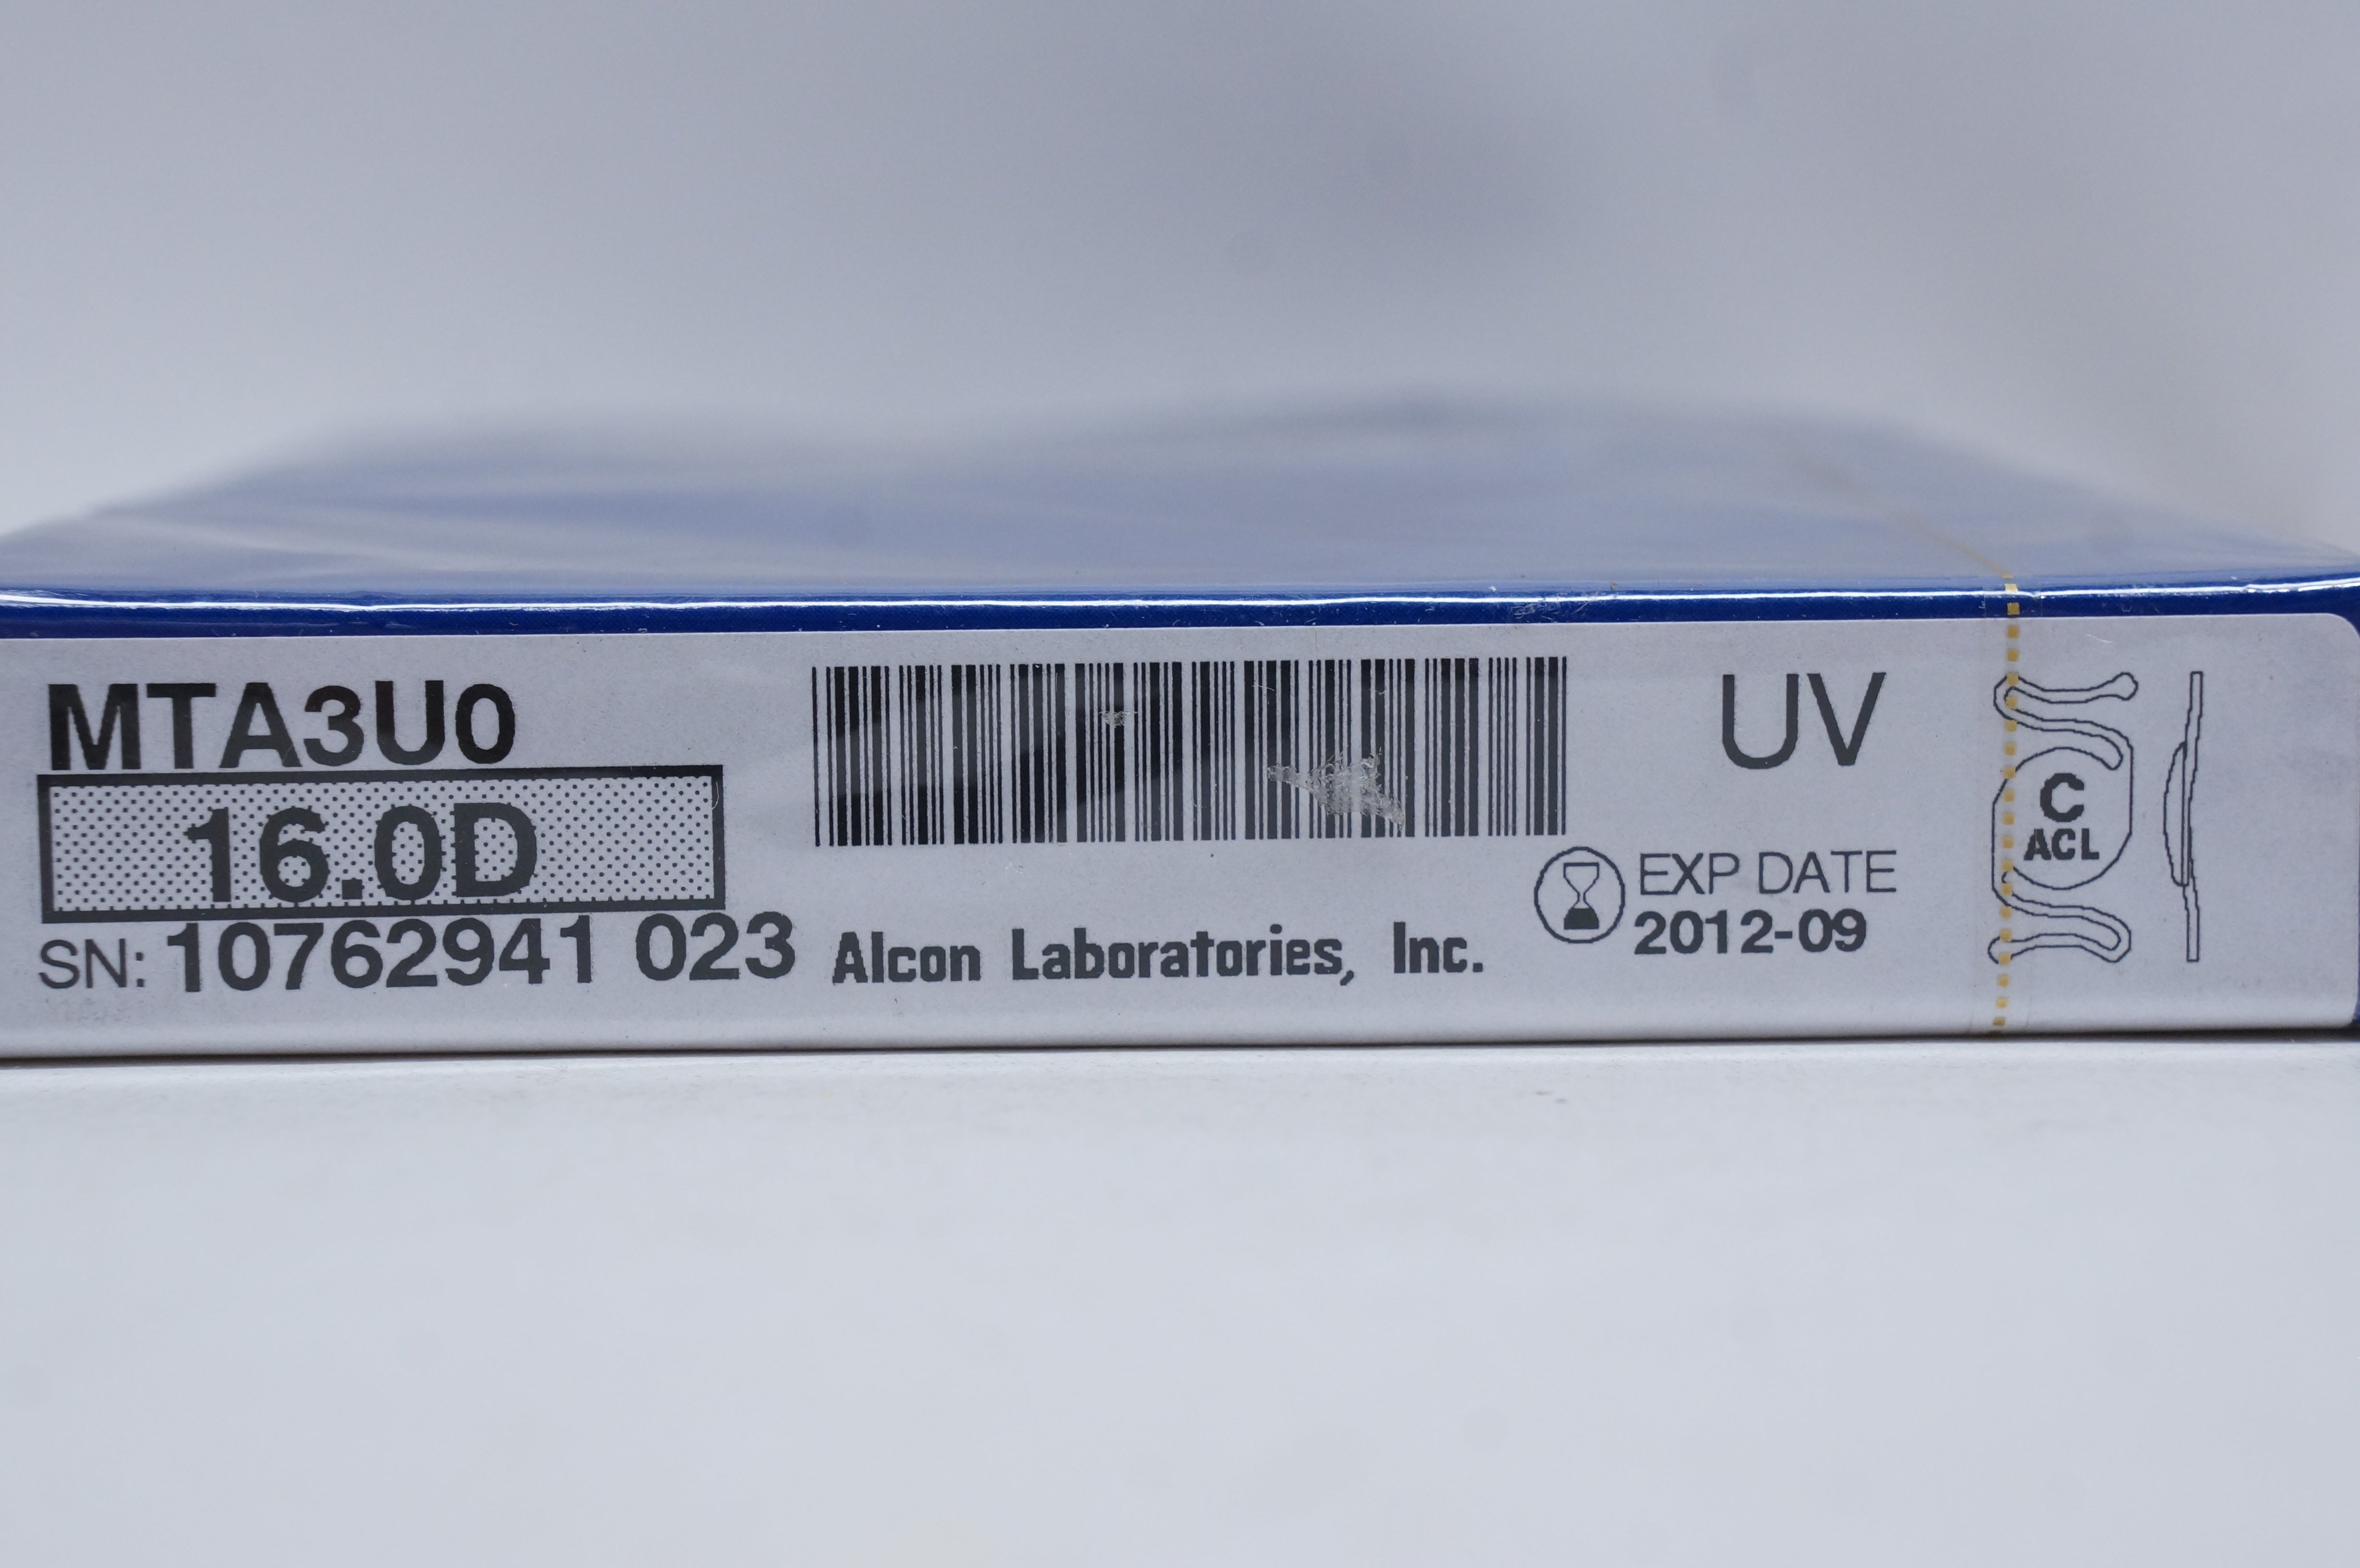 MTA3U0
16.0D
SN: 10762941 023
Alcon Laboratories, Inc.
UV
EXP DATE
2012-09
C
ACL